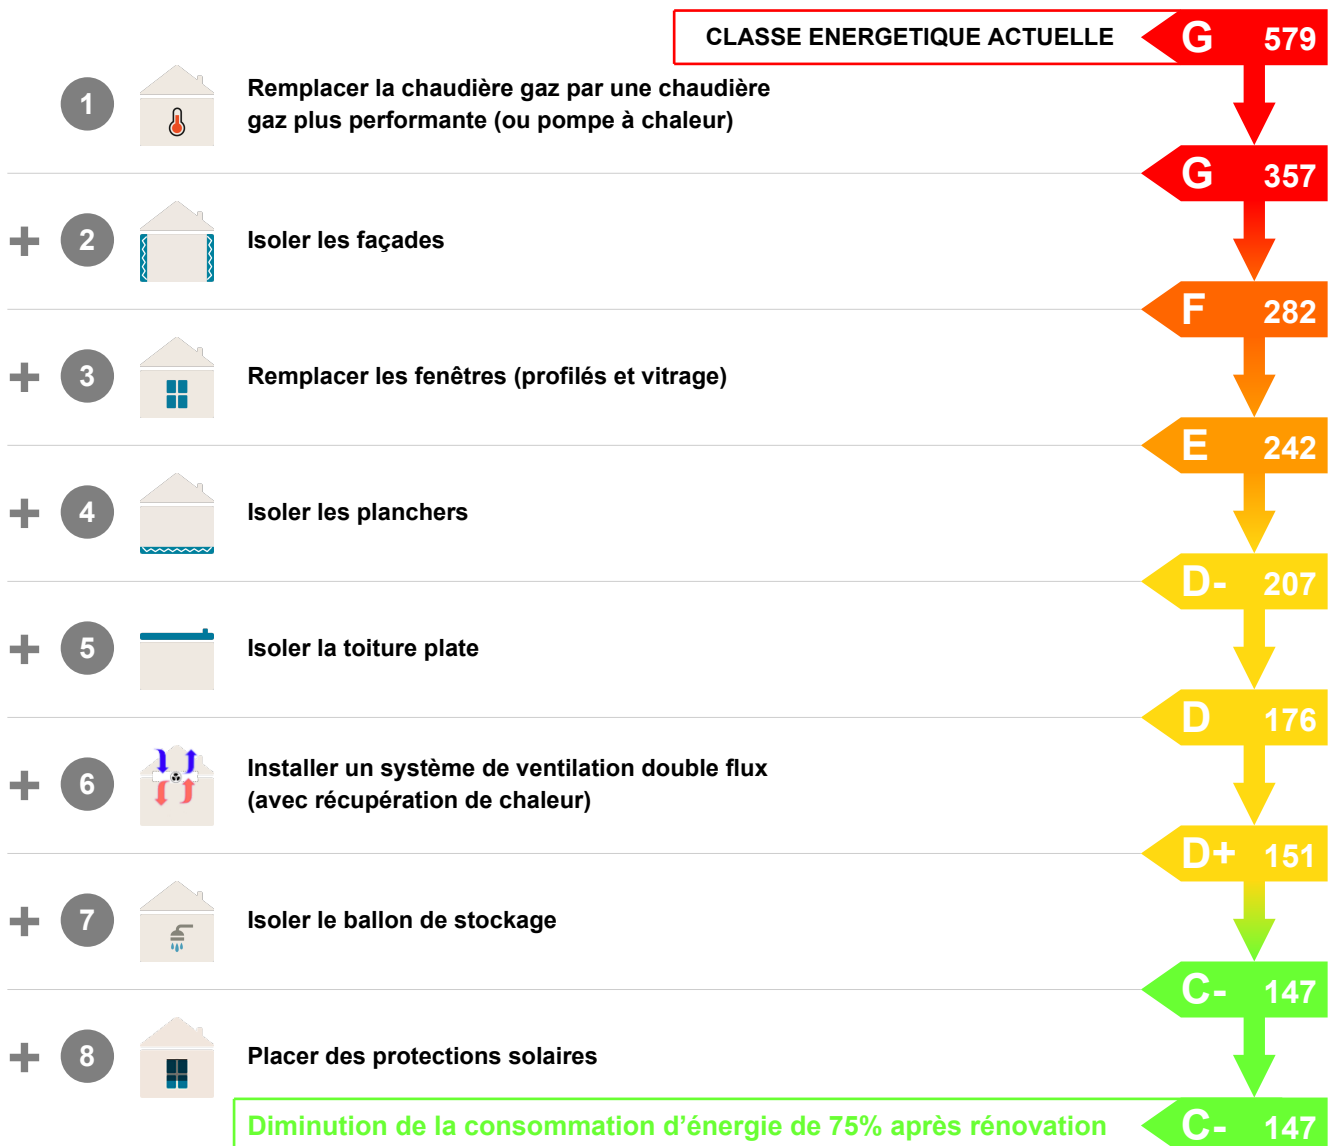 CLASSE ENERGETIQUE ACTUELLE G 579
1 Remplacer la chaudière gaz par une chaudière
gaz plus performante (ou pompe à chaleur)
G 357
+ 2 Isoler les façades
F 282
+ 3 Remplacer les fenêtres (profilés et vitrage)
E 242
+ 4 Isoler les planchers
D- 207
+ 5 Isoler la toiture plate
D 176
+ 6 Installer un système de ventilation double flux
(avec récupération de chaleur)
D+ 151
+ 7 Isoler le ballon de stockage
C- 147
+ 8 Placer des protections solaires
Diminution de la consommation d’énergie de 75% après rénovation C- 147